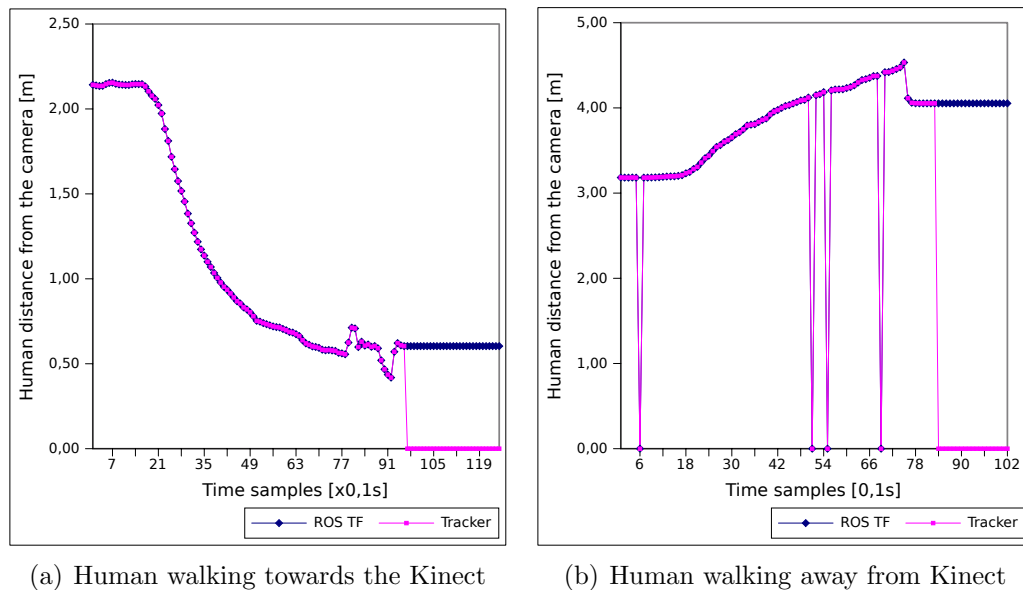 2,50
2,00
1,50
1,00
0,50
0,00
Human distance from the camera [m]
7 21 35 49 63 77 91 105 119
Time samples [x0,1s]
ROS TF Tracker
(a) Human walking towards the Kinect
5,00
4,00
3,00
2,00
1,00
0,00
Human distance from the camera [m]
6 18 30 42 54 66 78 90 102
Time samples [0,1s]
ROS TF Tracker
(b) Human walking away from Kinect